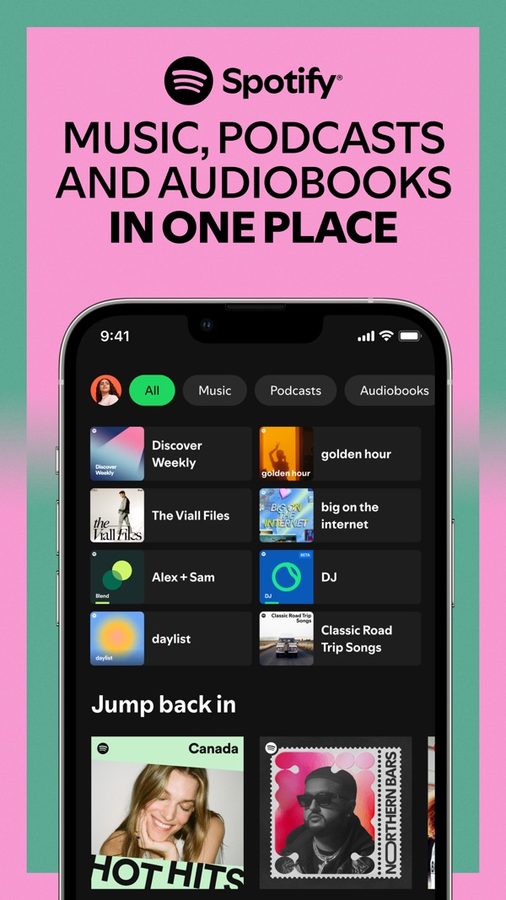 Spotify®
MUSIC, PODCASTS
AND AUDIOBOOKS
IN ONE PLACE
9:41
All
Music
Podcasts
Audiobooks
Discover
Weekly
Discover
Weekly
golden hour
golden hour
the
Viall Files
The Viall Files
BIG ON
THE
INTERNET
big on the
internet
Blend
Alex + Sam
BETA
DJ
DJ
daylist
daylist
Classic Road Trip
Songs
Classic Road
Trip Songs
Jump back in
Canada
HOT HITS
NORTHERN BARS